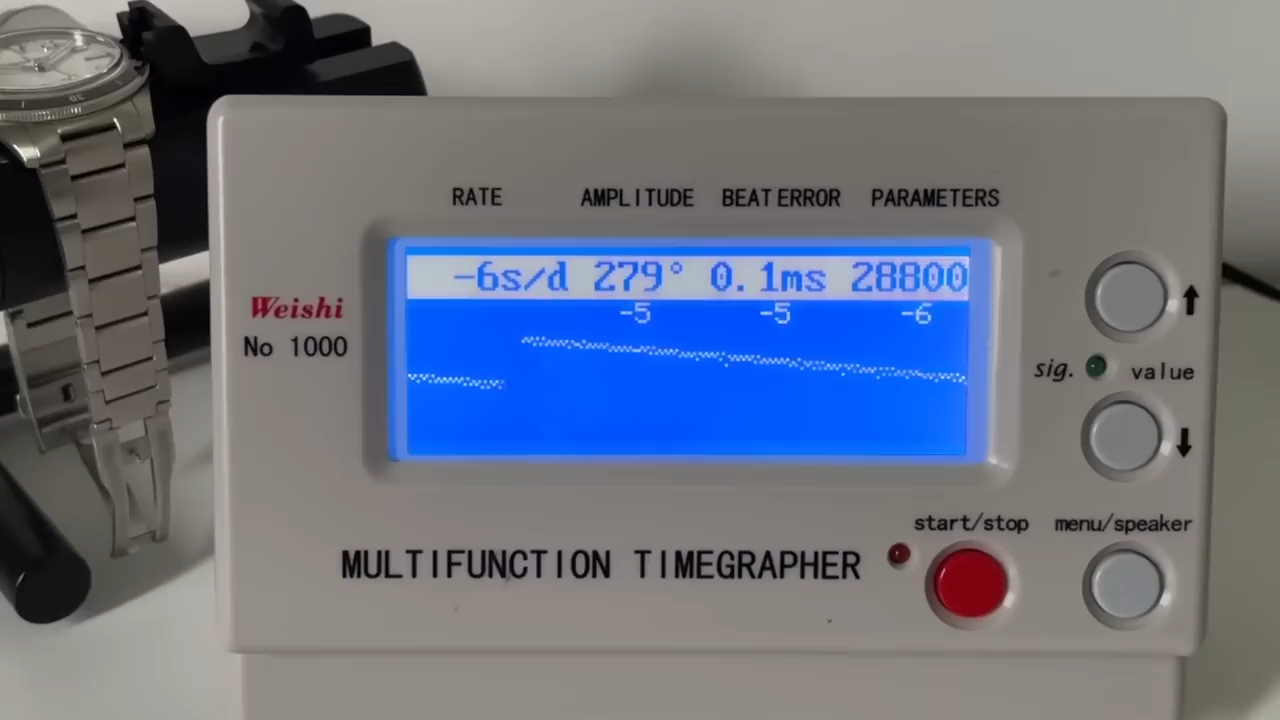 RATE AMPLITUDE BEAT ERROR PARAMETERS
-6s/d 279° 0.1ms 28800
-5 -5 -6
Weishi
No 1000
sig. value
start/stop menu/speaker
MULTIFUNCTION TIMEGRAPHER
30